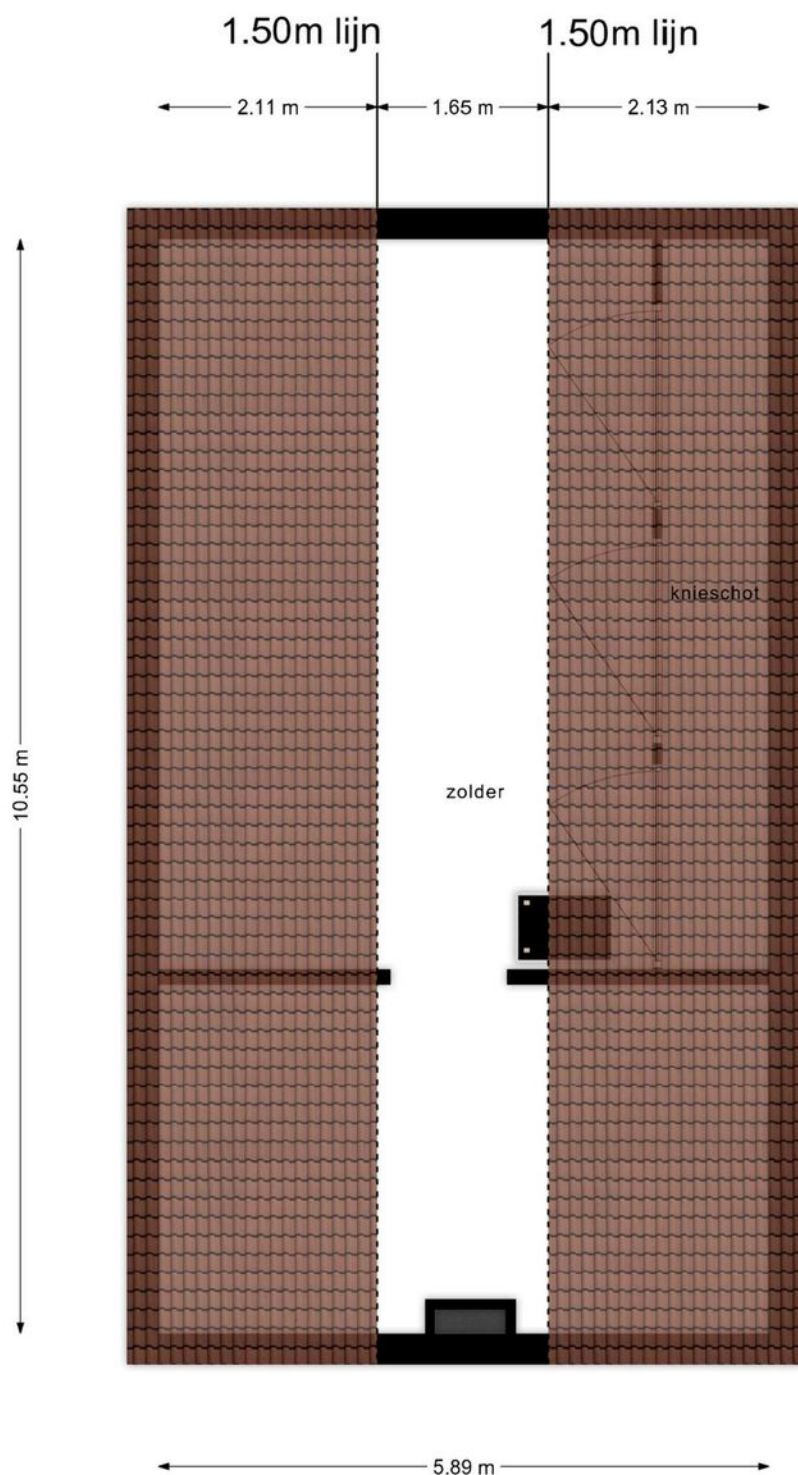 1.50m lijn
1.50m lijn
2.11 m
1.65 m
2.13 m
knieschot
10.55 m
zolder
5.89 m